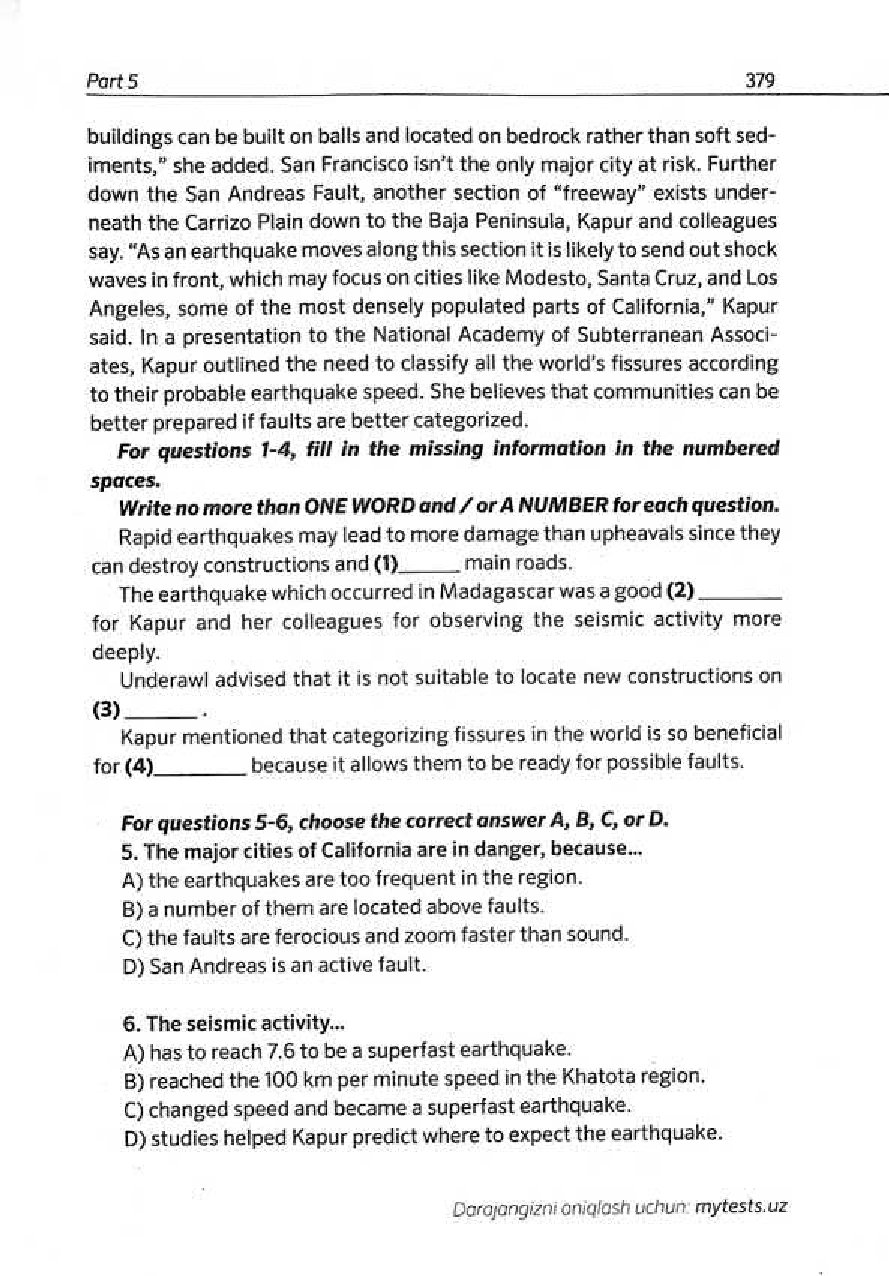 Part 5 379
buildings can be built on balls and located on bedrock rather than soft sed-
iments,” she added. San Francisco isn’t the only major city at risk. Further
down the San Andreas Fault, another section of “freeway” exists under-
neath the Carrizo Plain down to the Baja Peninsula, Kapur and colleagues
say. “As an earthquake moves along this section it is likely to send out shock
waves in front, which may focus on cities like Modesto, Santa Cruz, and Los
Angeles, some of the most densely populated parts of California,” Kapur
said. In a presentation to the National Academy of Subterranean Associ-
ates, Kapur outlined the need to classify all the world’s fissures according
to their probable earthquake speed. She believes that communities can be
better prepared if faults are better categorized.
For questions 1-4, fill in the missing information in the numbered
spaces.
Write no more than ONE WORD and / or A NUMBER for each question.
Rapid earthquakes may lead to more damage than upheavals since they
can destroy constructions and (1)______ main roads.
The earthquake which occurred in Madagascar was a good (2) ________
for Kapur and her colleagues for observing the seismic activity more
deeply.
Underawl advised that it is not suitable to locate new constructions on
(3) _______ .
Kapur mentioned that categorizing fissures in the world is so beneficial
for (4)_________ because it allows them to be ready for possible faults.
For questions 5-6, choose the correct answer A, B, C, or D.
5. The major cities of California are in danger, because...
A) the earthquakes are too frequent in the region.
B) a number of them are located above faults.
C) the faults are ferocious and zoom faster than sound.
D) San Andreas is an active fault.
6. The seismic activity...
A) has to reach 7.6 to be a superfast earthquake.
B) reached the 100 km per minute speed in the Khatota region.
C) changed speed and became a superfast earthquake.
D) studies helped Kapur predict where to expect the earthquake.
Darajangizni aniqlash uchun: mytests.uz